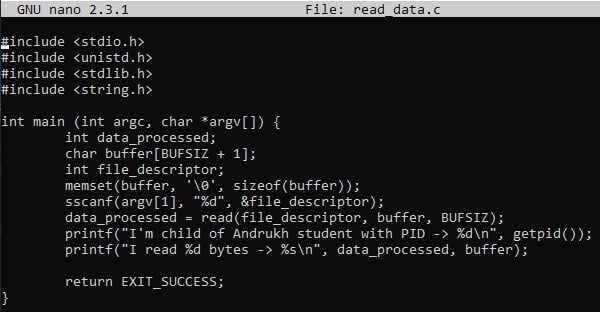 GNU nano 2.3.1 File: read_data.c
#include <stdio.h>
#include <unistd.h>
#include <stdlib.h>
#include <string.h>
int main (int argc, char *argv[]) {
int data_processed;
char buffer[BUFSIZ + 1];
int file_descriptor;
memset(buffer, '\0', sizeof(buffer));
sscanf(argv[1], "%d", &file_descriptor);
data_processed = read(file_descriptor, buffer, BUFSIZ);
printf("I'm child of Andrukh student with PID -> %d\n", getpid());
printf("I read %d bytes -> %s\n", data_processed, buffer);
return EXIT_SUCCESS;
}